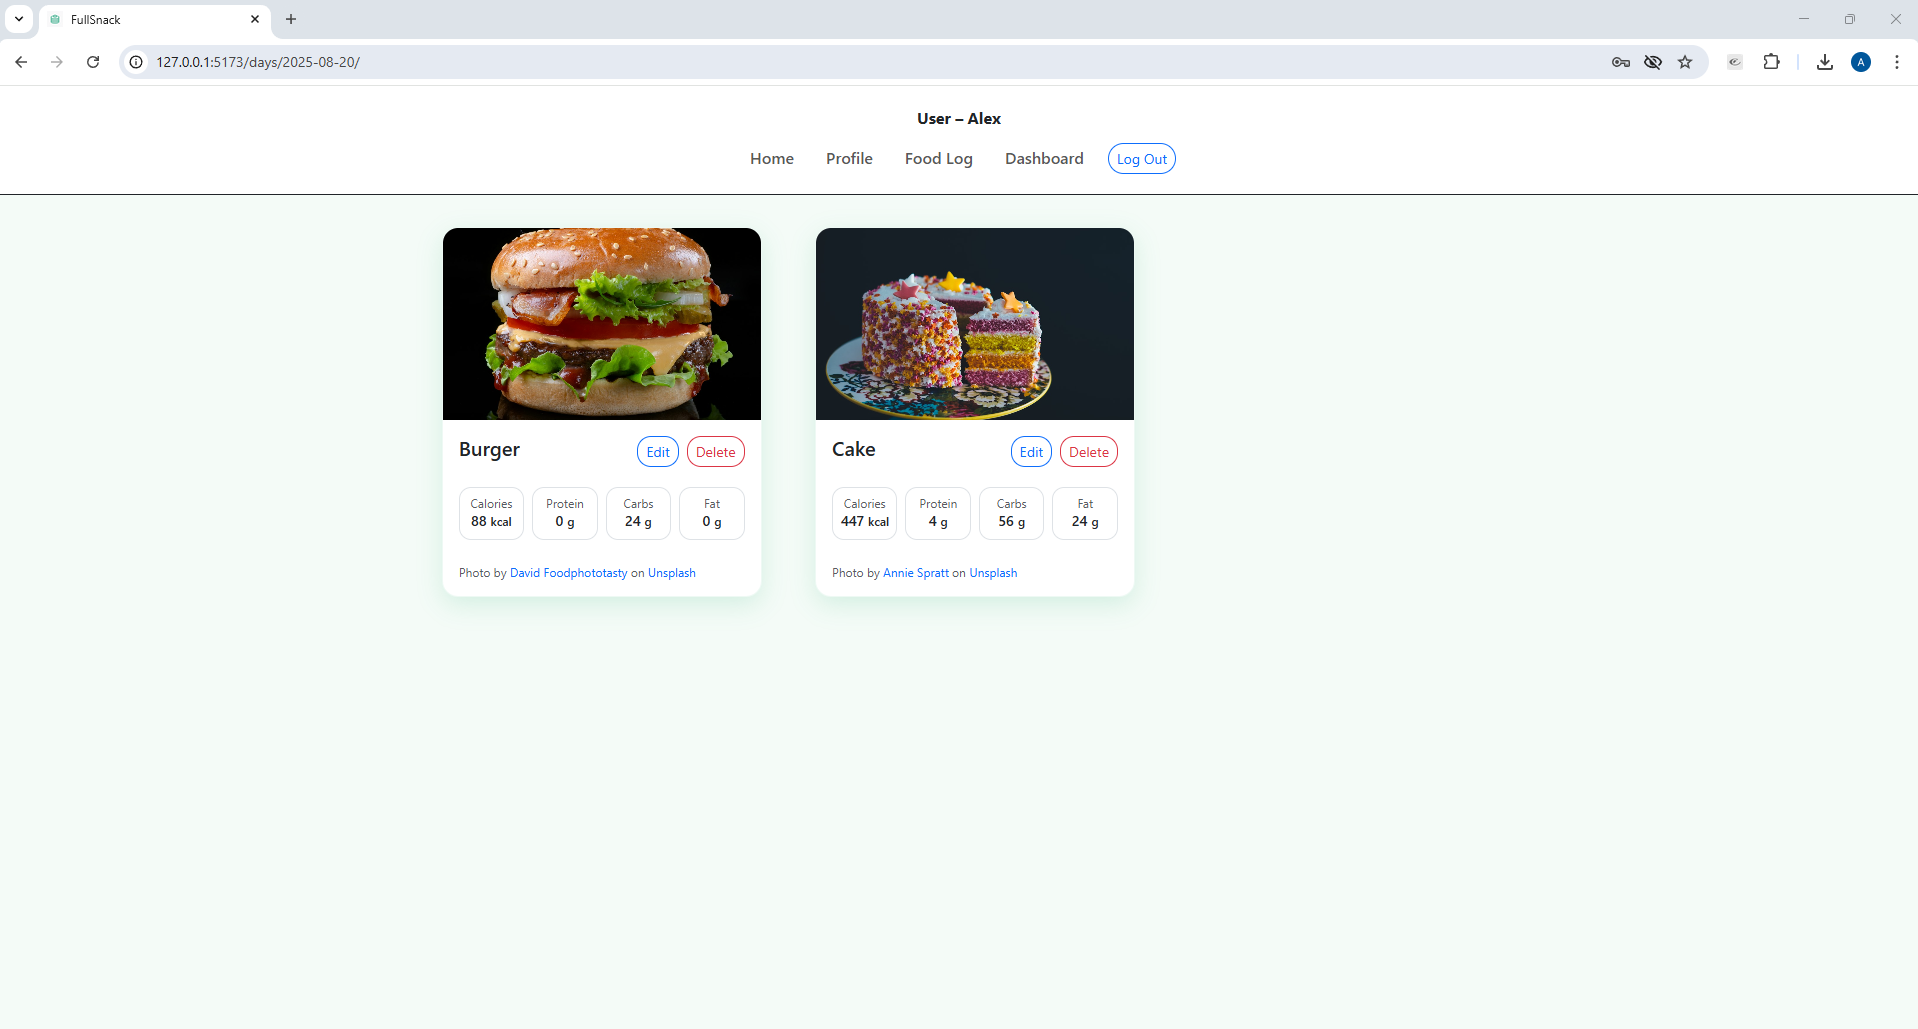 FullSnack
127.0.0.1:5173/days/2025-08-20/
A
User – Alex
Home Profile Food Log Dashboard Log Out
Burger Edit Delete
Calories Protein Carbs Fat
88 kcal 0 g 24 g 0 g
Photo by David Foodphototasty on Unsplash
Cake Edit Delete
Calories Protein Carbs Fat
447 kcal 4 g 56 g 24 g
Photo by Annie Spratt on Unsplash